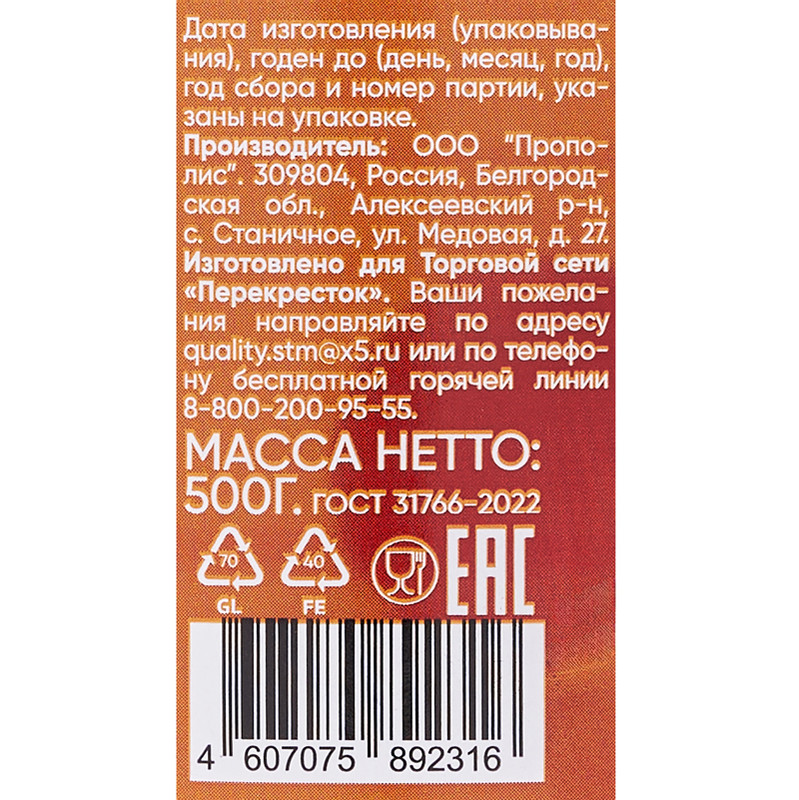 Дата изготовления (упаковыва-
ния), годен до (день, месяц, год),
год сбора и номер партии, ука-
заны на упаковке.
Производитель: ООО "Пропо-
лис". 309804, Россия, Белгород-
ская обл., Алексеевский р-н,
с. Станичное, ул. Медовая, д. 27.
Изготовлено для Торговой сети
«Перекресток». Ваши пожела-
ния направляйте по адресу
quality.stm@x5.ru или по телефо-
ну бесплатной горячей линии
8-800-200-95-55.
МАССА НЕТТО:
500Г. ГОСТ 31766-2022
70 40 EAC
GL FE
4 607075 892316